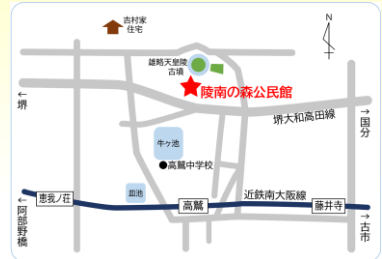 吉村家
住宅
N
雄略天皇陵
古墳
陵南の森公民館
←堺
堺大和高田線
→国分
牛ヶ池
●高鷲中学校
皿池
恵我ノ荘
高鷲
近鉄南大阪線
藤井寺
←阿部野橋
→古市